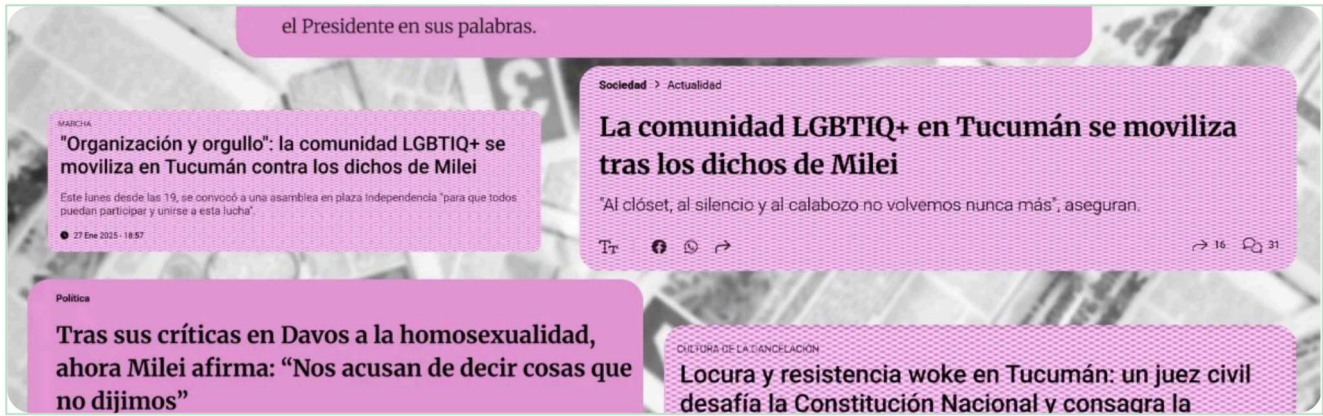 el Presidente en sus palabras.
MARCHA
"Organización y orgullo": la comunidad LGBTIQ+ se
moviliza en Tucumán contra los dichos de Milei
Este lunes desde las 19, se convocó a una asamblea en plaza Independencia "para que todos
puedan participar y unirse a esta lucha".
27 Ene 2025 - 18:57
Sociedad > Actualidad
La comunidad LGBTIQ+ en Tucumán se moviliza
tras los dichos de Milei
"Al clóset, al silencio y al calabozo no volvemos nunca más", aseguran.
TT
16 31
Política
Tras sus críticas en Davos a la homosexualidad,
ahora Milei afirma: “Nos acusan de decir cosas que
no dijimos”
CULTURA DE LA CANCELACIÓN
Locura y resistencia woke en Tucumán: un juez civil
desafía la Constitución Nacional y consagra la